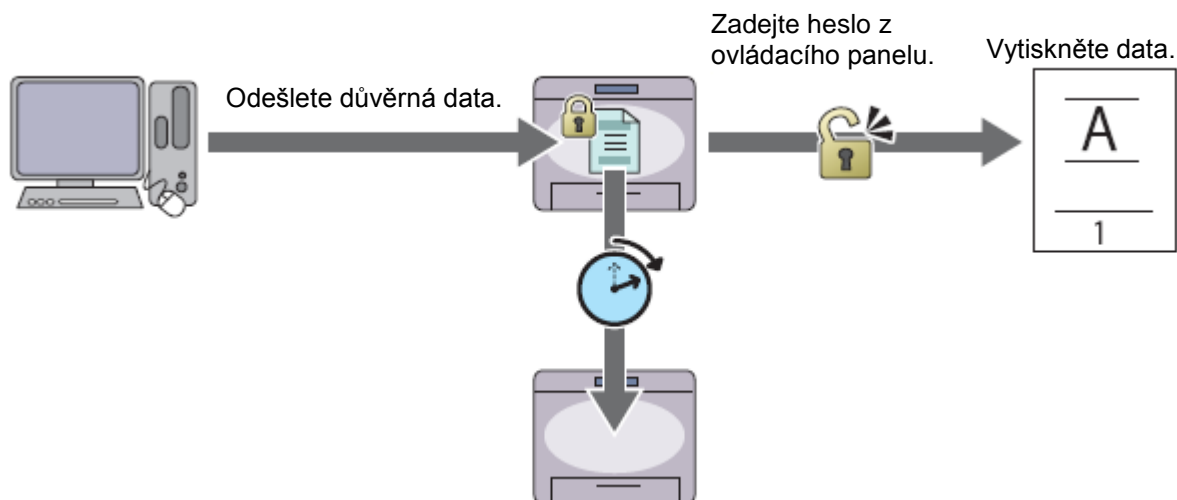 Odešlete důvěrná data.
Zadejte heslo z
ovládacího panelu.
Vytiskněte data.
A
1